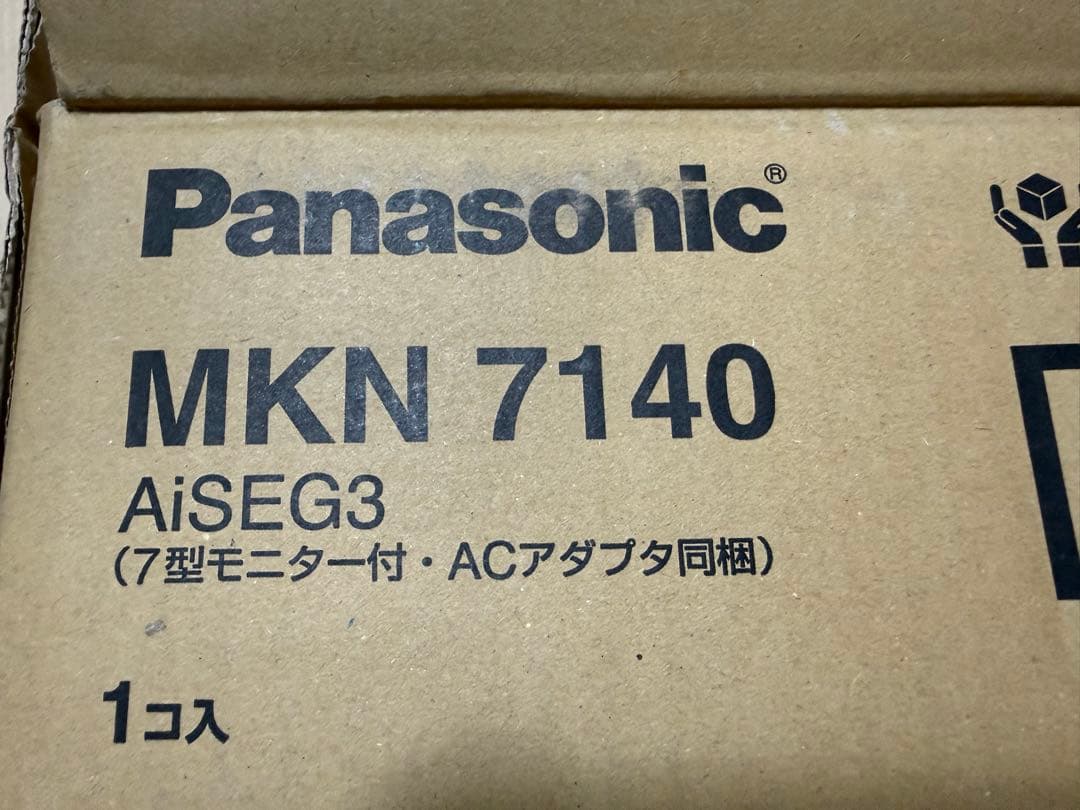 Panasonic®
MKN 7140
AiSEG3
(7型モニター付・ACアダプタ同梱)
1コ入